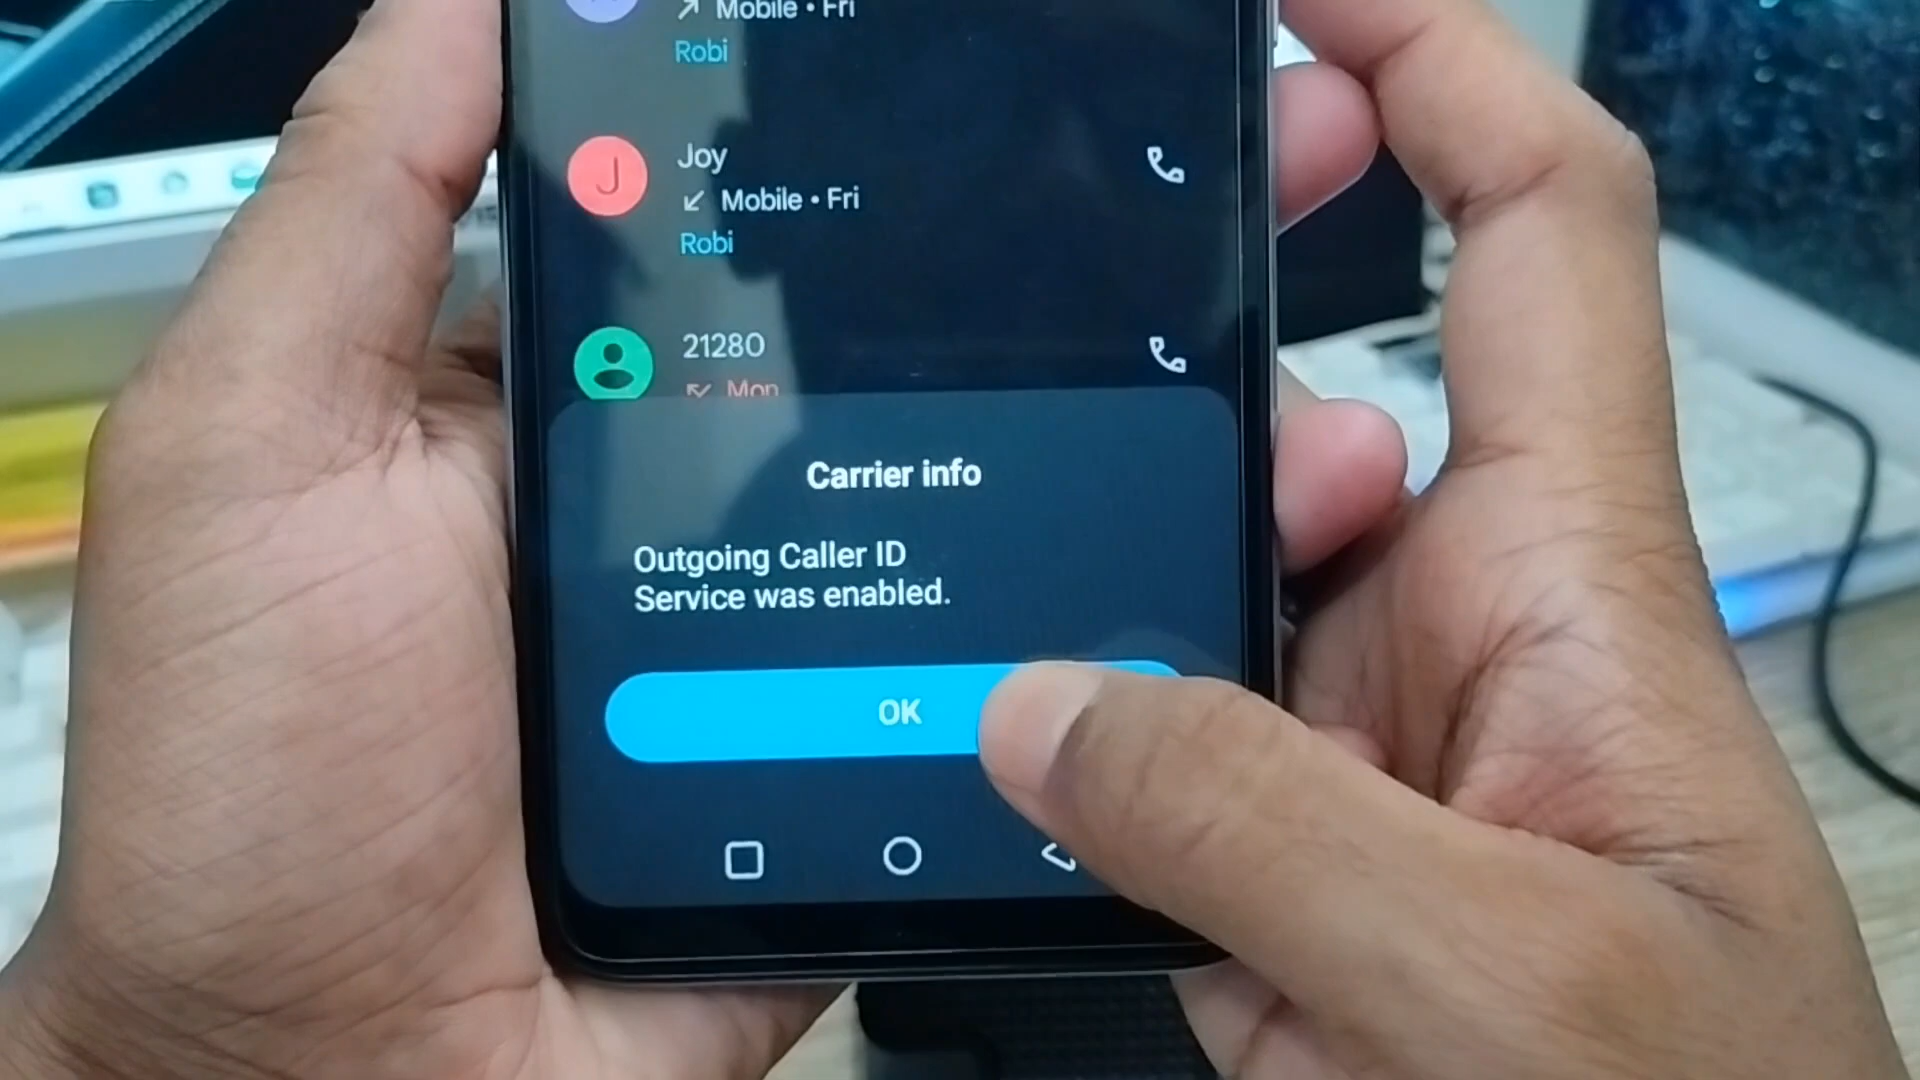 Mobile • Fri
Robi
J
Joy
Mobile • Fri
Robi
21280
Mon
Carrier info
Outgoing Caller ID
Service was enabled.
OK